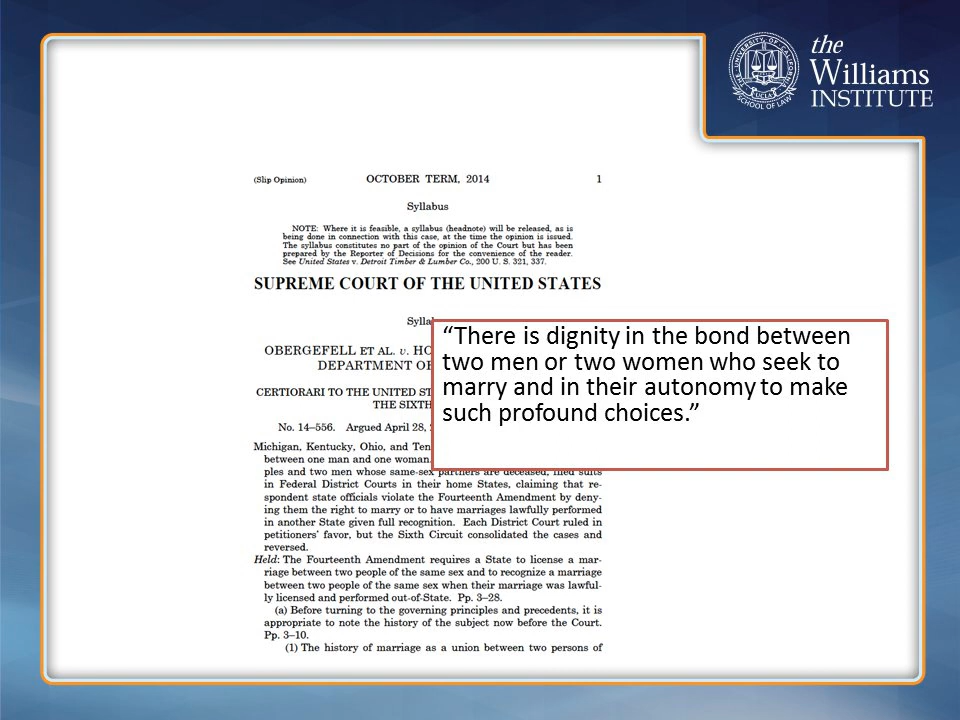 the
Williams
INSTITUTE
UNIVERSITY OF CALIFORNIA
UCLA
SCHOOL OF LAW
(Slip Opinion) OCTOBER TERM, 2014 1
Syllabus
NOTE: Where it is feasible, a syllabus (headnote) will be released, as is
being done in connection with this case, at the time the opinion is issued.
The syllabus constitutes no part of the opinion of the Court but has been
prepared by the Reporter of Decisions for the convenience of the reader.
See United States v. Detroit Timber & Lumber Co., 200 U. S. 321, 337.
SUPREME COURT OF THE UNITED STATES
OBERGEFELL ET AL. v.
DEPARTMENT
CERTIORARI TO THE UNITED
THE SIXTH
No. 14–556. Argued April 28,
“There is dignity in the bond between
two men or two women who seek to
marry and in their autonomy to make
such profound choices.”
Michigan, Kentucky, Ohio, and
between one man and one woman.
ples and two men whose same-sex partners are deceased, filed suits
in Federal District Courts in their home States, claiming that re-
spondent state officials violate the Fourteenth Amendment by deny-
ing them the right to marry or to have marriages lawfully performed
in another State given full recognition. Each District Court ruled in
petitioners’ favor, but the Sixth Circuit consolidated the cases and
reversed.
Held: The Fourteenth Amendment requires a State to license a mar-
riage between two people of the same sex and to recognize a marriage
between two people of the same sex when their marriage was lawful-
ly licensed and performed out-of-State. Pp. 3–28.
(a) Before turning to the governing principles and precedents, it is
appropriate to note the history of the subject now before the Court.
Pp. 3–10.
(1) The history of marriage as a union between two persons of